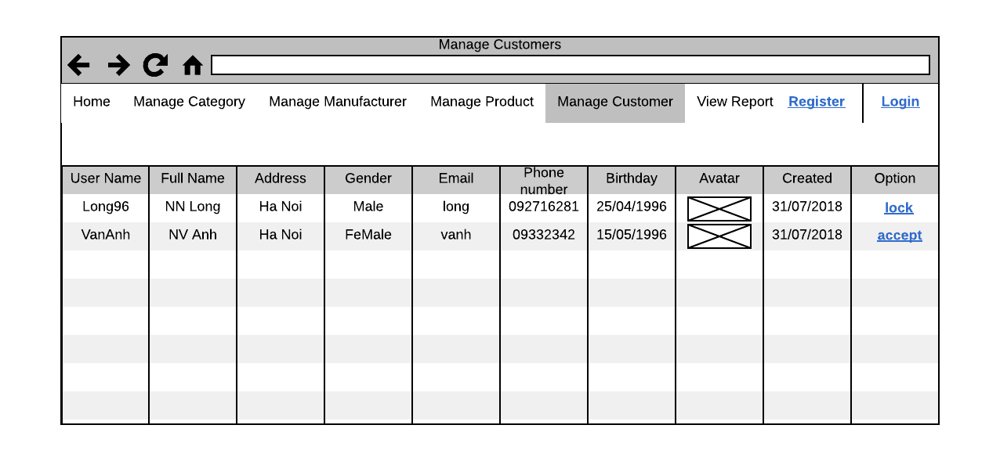 Manage Customers
Home Manage Category Manage Manufacturer Manage Product Manage Customer View Report Register Login
User Name Full Name Address Gender Email Phone number Birthday Avatar Created Option
Long96 NN Long Ha Noi Male long 092716281 25/04/1996 31/07/2018 lock
VanAnh NV Anh Ha Noi FeMale vanh 09332342 15/05/1996 31/07/2018 accept